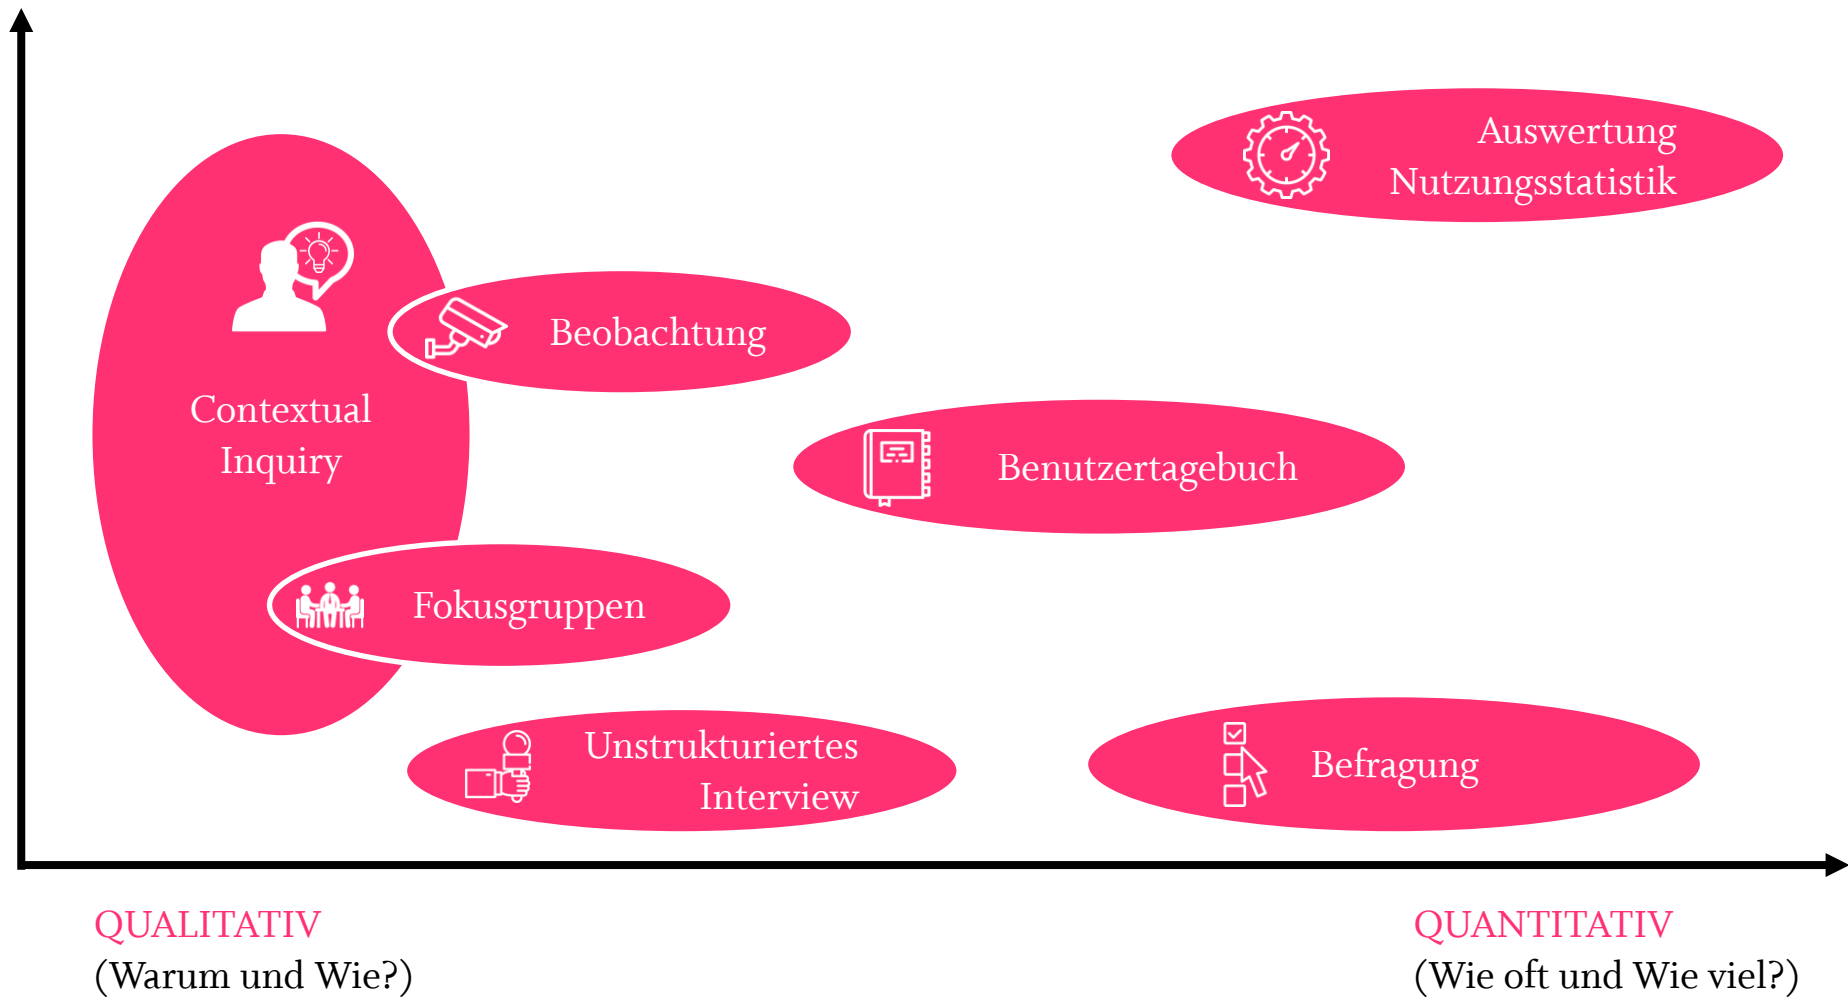 Auswertung
Nutzungsstatistik
Beobachtung
Contextual
Inquiry
Benutzertagebuch
Fokusgruppen
Unstrukturiertes
Interview
Befragung
QUALITATIV
(Warum und Wie?)
QUANTITATIV
(Wie oft und Wie viel?)